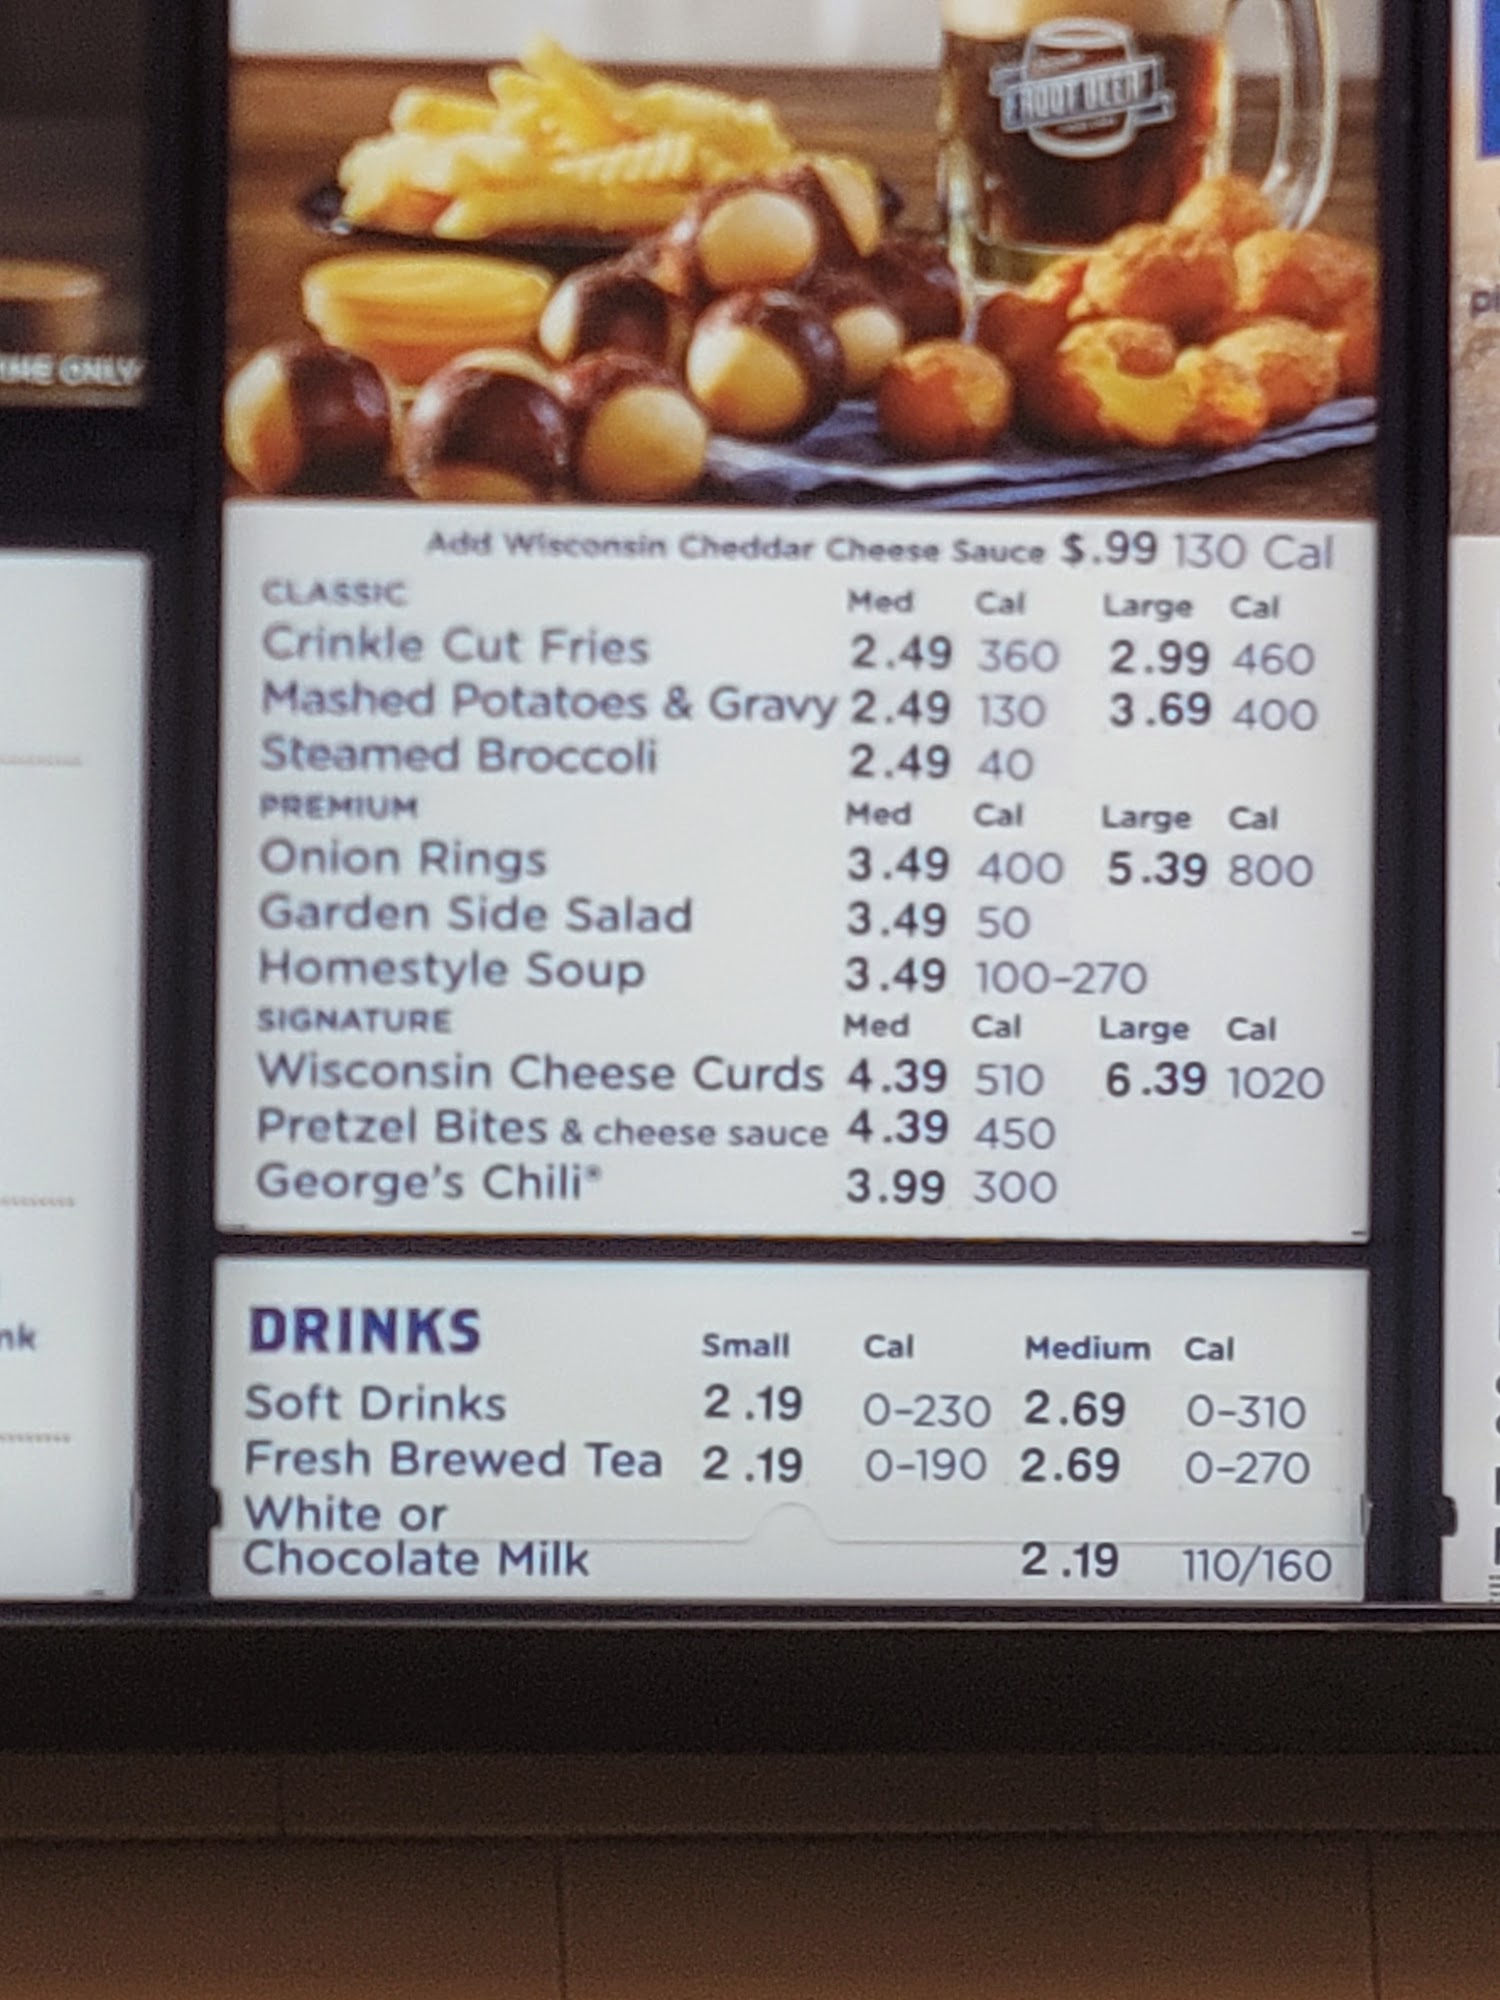 ROOT BEER
ME ONLY
pi
Add Wisconsin Cheddar Cheese Sauce $.99 130 Cal
CLASSIC Med Cal Large Cal
Crinkle Cut Fries 2.49 360 2.99 460
Mashed Potatoes & Gravy 2.49 130 3.69 400
Steamed Broccoli 2.49 40
PREMIUM Med Cal Large Cal
Onion Rings 3.49 400 5.39 800
Garden Side Salad 3.49 50
Homestyle Soup 3.49 100-270
SIGNATURE Med Cal Large Cal
Wisconsin Cheese Curds 4.39 510 6.39 1020
Pretzel Bites & cheese sauce 4.39 450
George's Chili® 3.99 300
nk
DRINKS Small Cal Medium Cal
Soft Drinks 2.19 0-230 2.69 0-310
Fresh Brewed Tea 2.19 0-190 2.69 0-270
White or
Chocolate Milk 2.19 110/160